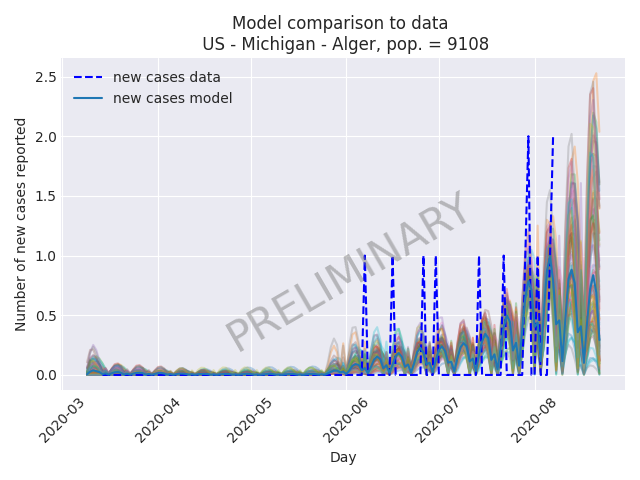 Model comparison to data
US - Michigan - Alger, pop. = 9108
new cases data
new cases model
Number of new cases reported
2.5
2.0
1.5
1.0
0.5
0.0
PRELIMINARY
2020-03
2020-04
2020-05
2020-06
2020-07
2020-08
Day